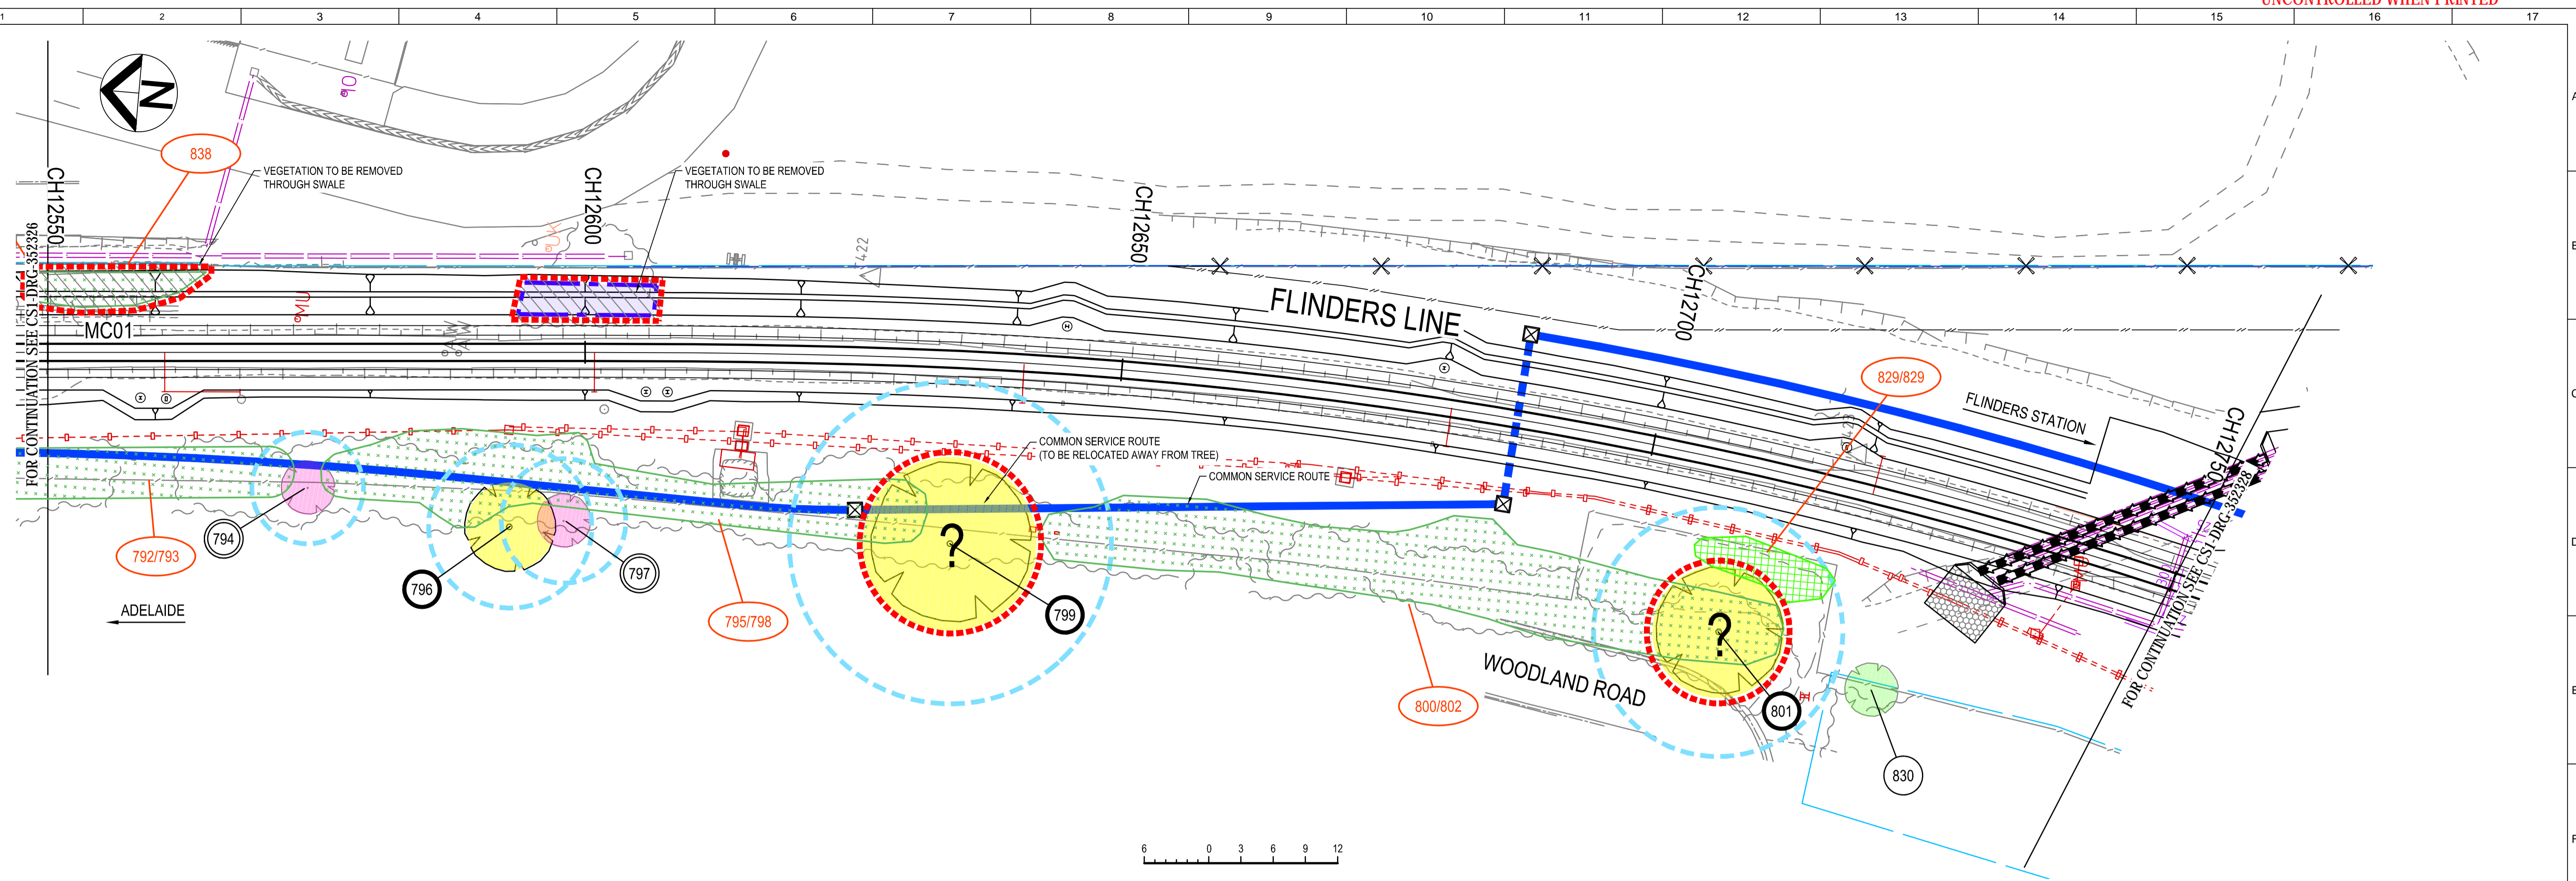 UNCONTROLLED WHEN PRINTED
1 2 3 4 5 6 7 8 9 10 11 12 13 14 15 16 17
A
B
C
D
E
F
N
838
VEGETATION TO BE REMOVED
THROUGH SWALE
VEGETATION TO BE REMOVED
THROUGH SWALE
CH12550
CH12600
CH12650
CH12700
CH12750
FOR CONTINUATION SEE CS1-DRG-352326
MC01
4422
FLINDERS LINE
829/829
FLINDERS STATION
COMMON SERVICE ROUTE
(TO BE RELOCATED AWAY FROM TREE)
COMMON SERVICE ROUTE
792/793
794
796
797
795/798
?
799
ADELAIDE
800/802
WOODLAND ROAD
?
801
830
FOR CONTINUATION SEE CS1-DRG-352328
6 0 3 6 9 12